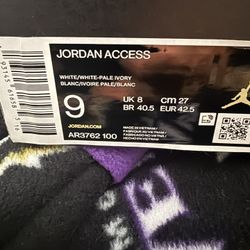 JORDAN ACCESS
WHITE/WHITE-PALE IVORY
BLANC/IVOIRE PALE/BLANC
9
UK 8
cm 27
BR 40.5
EUR 42.5
JORDAN.COM
AR3762 100
MADE IN VIETNAM